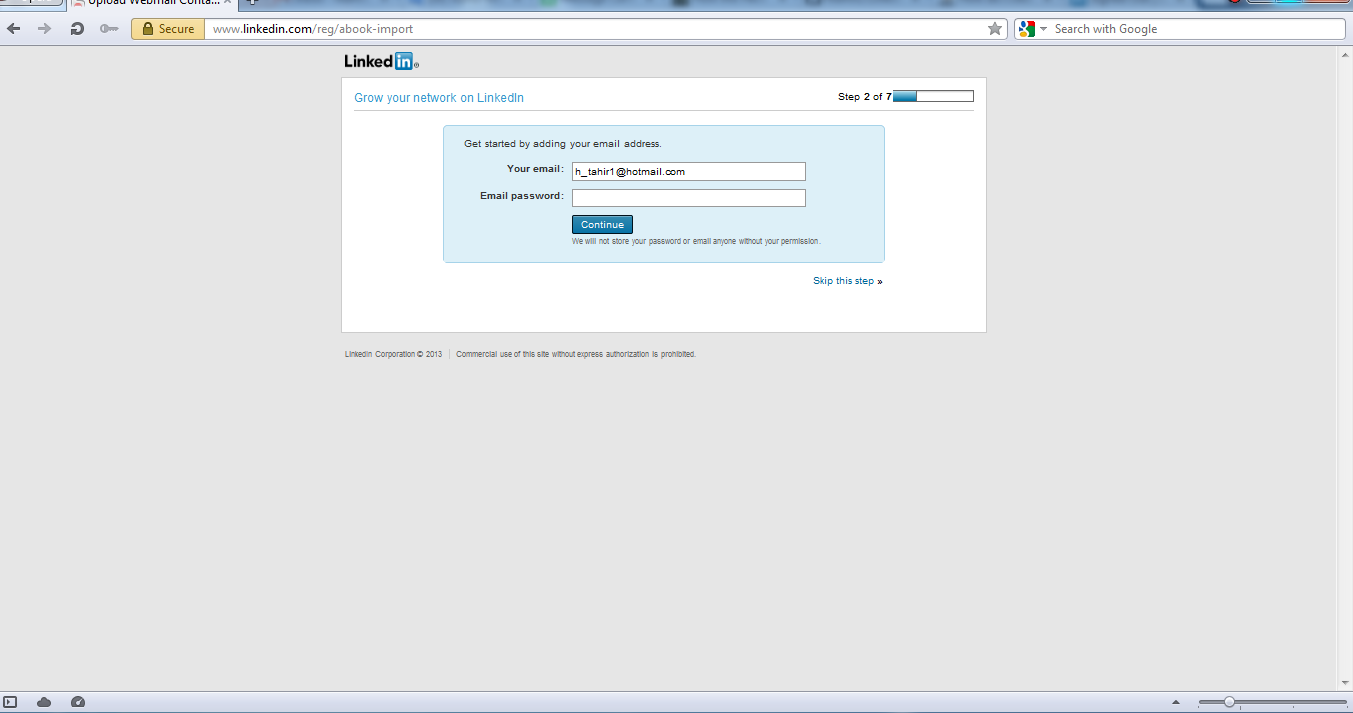 Upload Webmail Conta...
Secure
www.linkedin.com/reg/abook-import
Search with Google
Linked in ®
Grow your network on LinkedIn
Step 2 of 7
Get started by adding your email address.
Your email:
h_tahir1@hotmail.com
Email password:
Continue
We will not store your password or email anyone without your permission.
Skip this step »
LinkedIn Corporation © 2013
Commercial use of this site without express authorization is prohibited.